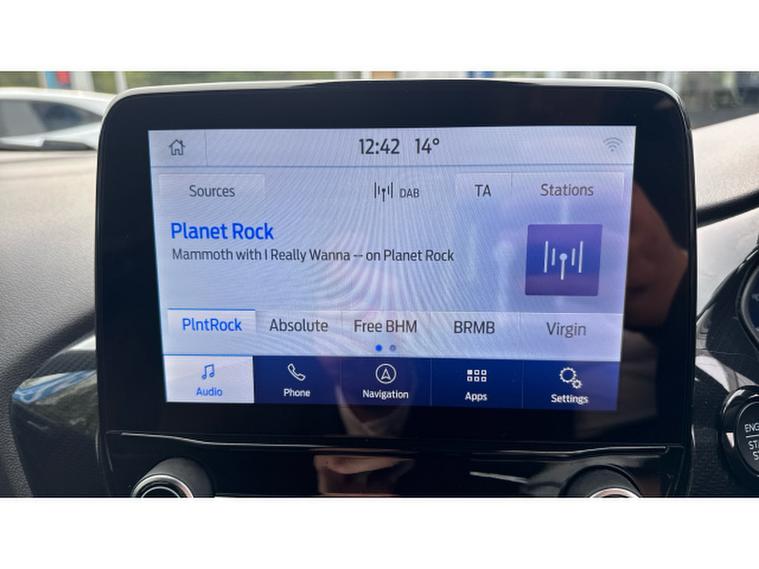 12:42 14°
Sources DAB TA Stations
Planet Rock
Mammoth with I Really Wanna -- on Planet Rock
PlntRock Absolute Free BHM BRMB Virgin
Audio Phone Navigation Apps Settings